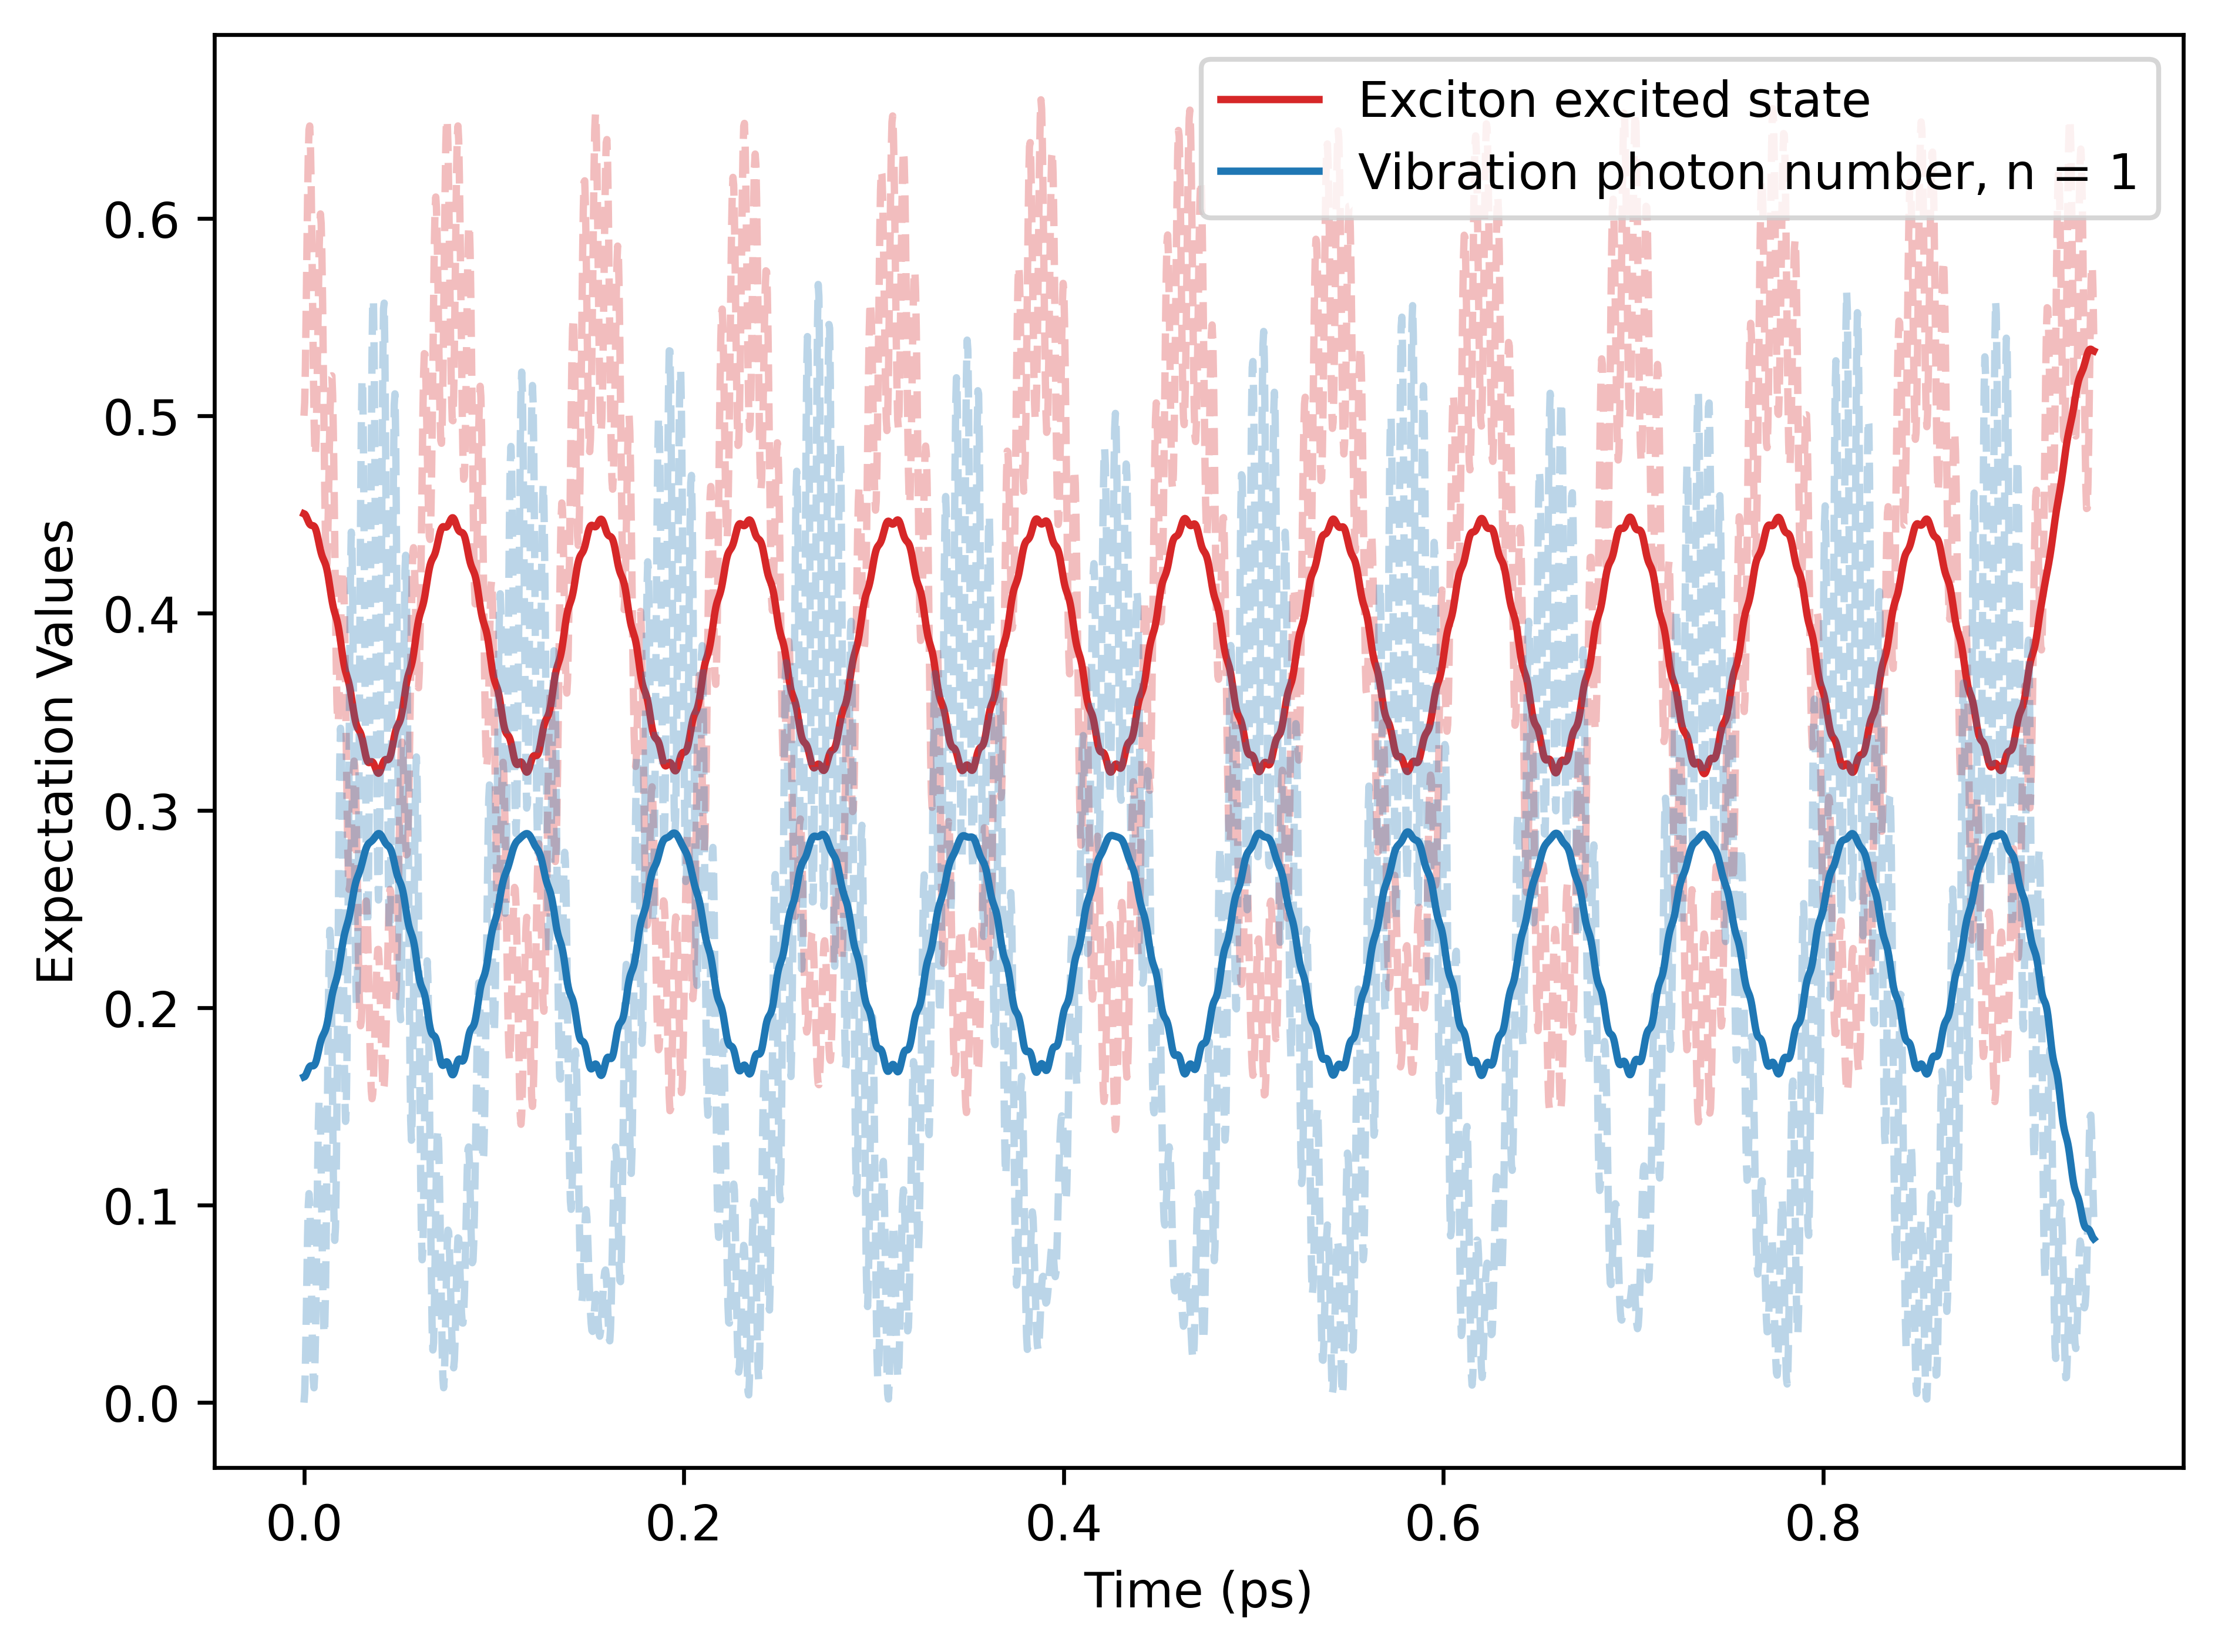 Exciton excited state
Vibration photon number, n = 1
Expectation Values
0.6
0.5
0.4
0.3
0.2
0.1
0.0
0.0 0.2 0.4 0.6 0.8
Time (ps)